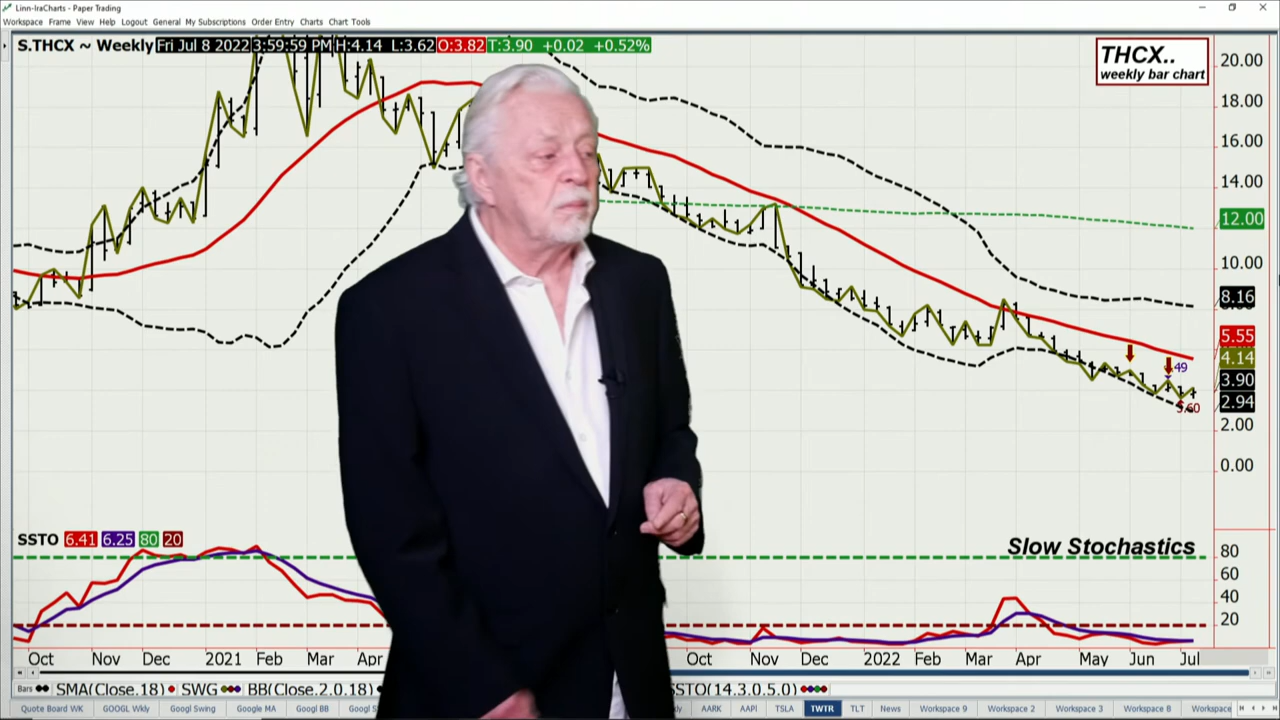 Linn-IraCharts - Paper Trading
Workspace Frame View Help Logout General My Subscriptions Order Entry Charts Chart Tools
S.THCX ~ Weekly Fri Jul 8 2022 3:59:59 PM H:4.14 L:3.62 O:3.82 T:3.90 +0.02 +0.52%
THCX..
weekly bar chart
20.00
18.00
16.00
14.00
12.00
10.00
8.16
5.55
4.14
49
3.90
2.94
2.00
0.00
SSTO 6.41 6.25 80 20
Slow Stochastics
80
60
40
20
Oct Nov Dec 2021 Feb Mar Apr Oct Nov Dec 2022 Feb Mar Apr May Jun Jul
Bars SMA(Close.18) SWG BB(Close.2.0.18) SSTO(14.3.0.5.0)
Quote Board WK GOOGL Wkly Googl Swing Google MA Googl BB AARK AAPl TSLA TWTR TLT News Workspace 9 Workspace 2 Workspace 3 Workspace 8 Workspace